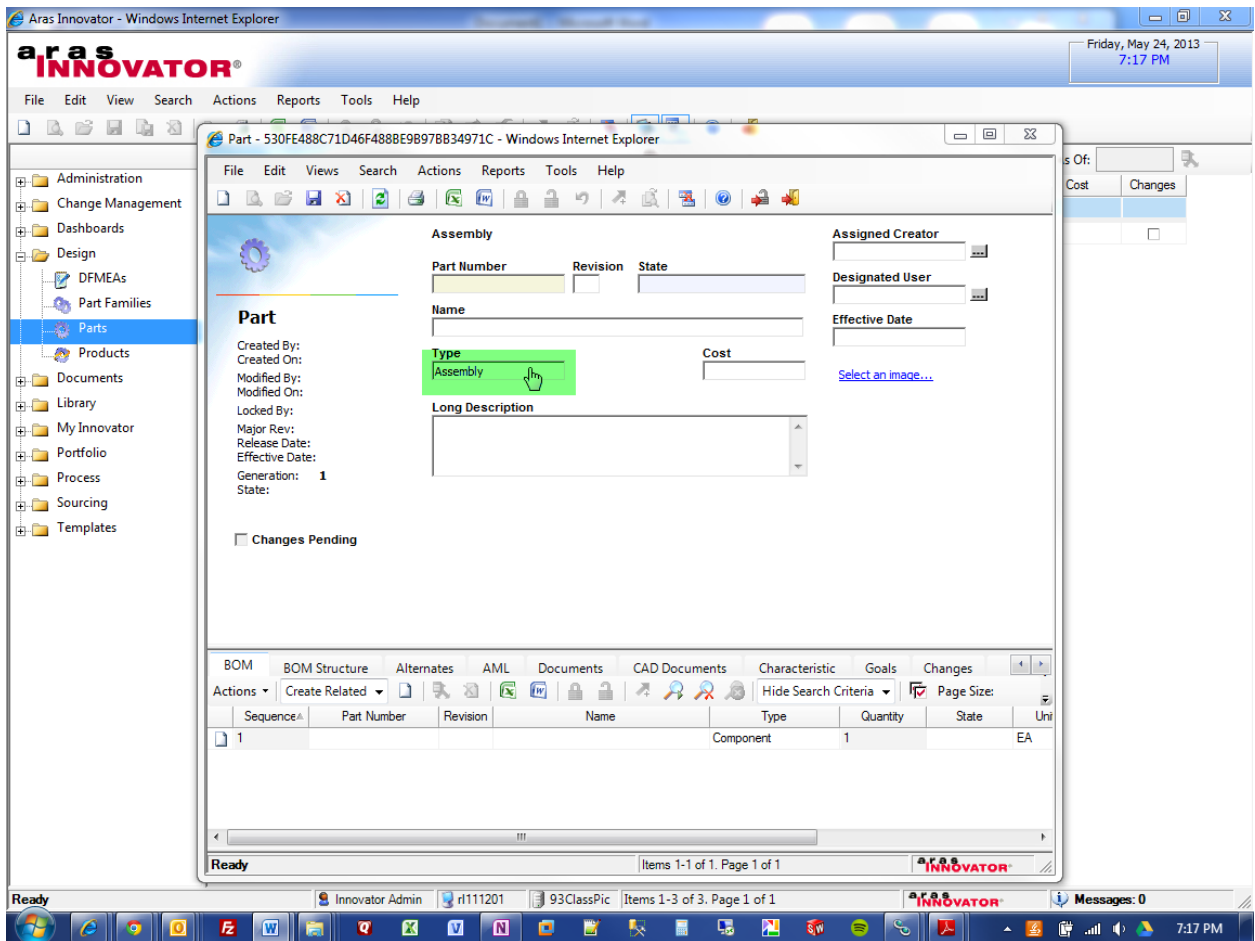 Aras Innovator - Windows Internet Explorer
aras INNOVATOR®
Friday, May 24, 2013
7:17 PM
File Edit View Search Actions Reports Tools Help
Part - 530FE488C71D46F488BE9B97BB34971C - Windows Internet Explorer
File Edit Views Search Actions Reports Tools Help
s Of:
Cost Changes
Administration
Change Management
Dashboards
Design
DFMEAs
Part Families
Parts
Products
Documents
Library
My Innovator
Portfolio
Process
Sourcing
Templates
Part
Created By:
Created On:
Modified By:
Modified On:
Locked By:
Major Rev:
Release Date:
Effective Date:
Generation: 1
State:
Changes Pending
Assembly
Part Number Revision State
Name
Type Cost
Assembly
Long Description
Assigned Creator
...
Designated User
...
Effective Date
Select an image...
BOM BOM Structure Alternates AML Documents CAD Documents Characteristic Goals Changes
Actions Create Related Hide Search Criteria Page Size:
Sequence Part Number Revision Name Type Quantity State Uni
1 Component 1 EA
Ready Items 1-1 of 1. Page 1 of 1 aras INNOVATOR
Ready Innovator Admin rl111201 93ClassPic Items 1-3 of 3. Page 1 of 1 aras INNOVATOR Messages: 0
7:17 PM